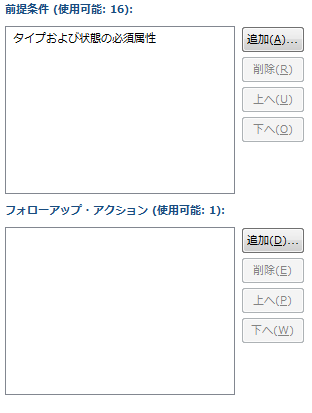 前提条件 (使用可能: 16):
タイプおよび状態の必須属性
追加(A)...
削除(R)
上へ(U)
下へ(O)
フォローアップ・アクション (使用可能: 1):
追加(D)...
削除(E)
上へ(P)
下へ(W)